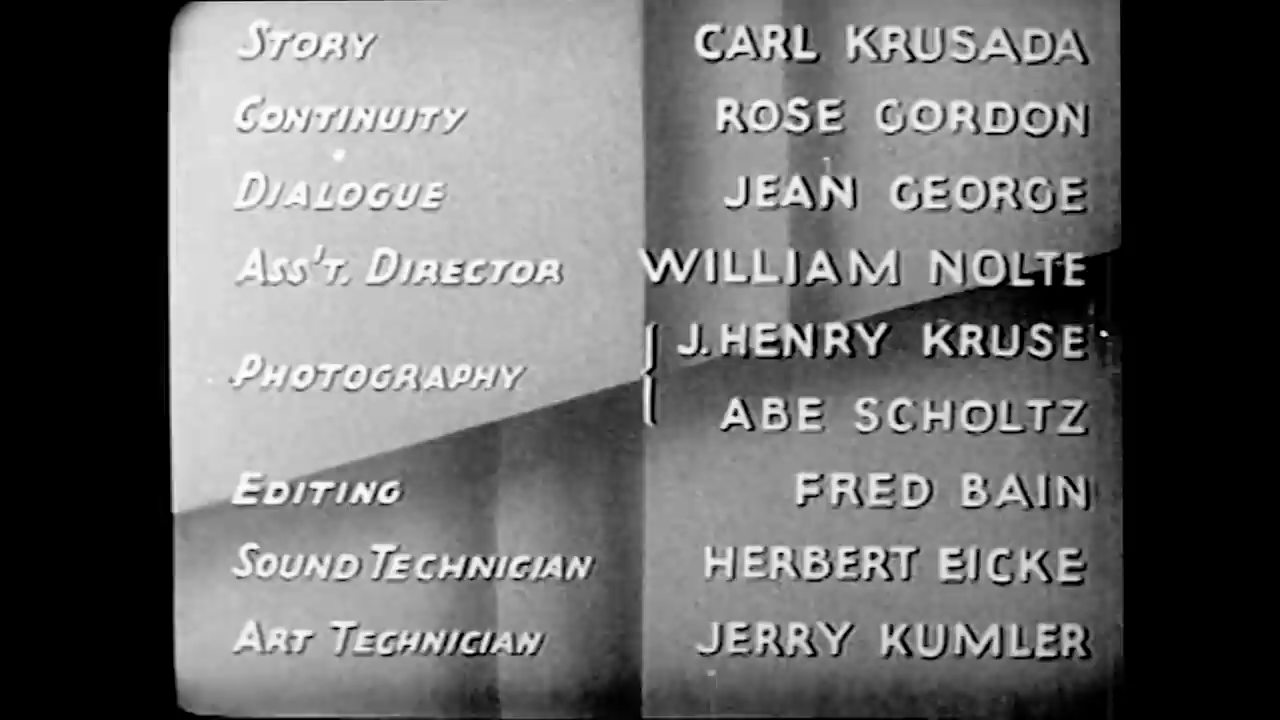 STORY CARL KRUSADA
CONTINUITY ROSE GORDON
DIALOGUE JEAN GEORGE
ASS'T. DIRECTOR WILLIAM NOLTE
PHOTOGRAPHY { J. HENRY KRUSE
ABE SCHOLTZ
EDITING FRED BAIN
SOUND TECHNICIAN HERBERT EICKE
ART TECHNICIAN JERRY KUMLER